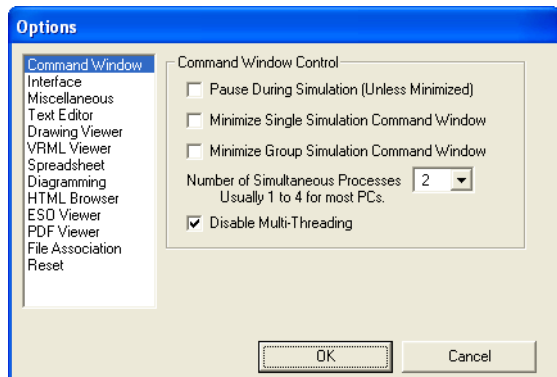 Options
Command Window
Interface
Miscellaneous
Text Editor
Drawing Viewer
VRML Viewer
Spreadsheet
Diagramming
HTML Browser
ESO Viewer
PDF Viewer
File Association
Reset
Command Window Control
Pause During Simulation (Unless Minimized)
Minimize Single Simulation Command Window
Minimize Group Simulation Command Window
Number of Simultaneous Processes 2
Usually 1 to 4 for most PCs.
Disable Multi-Threading
OK Cancel